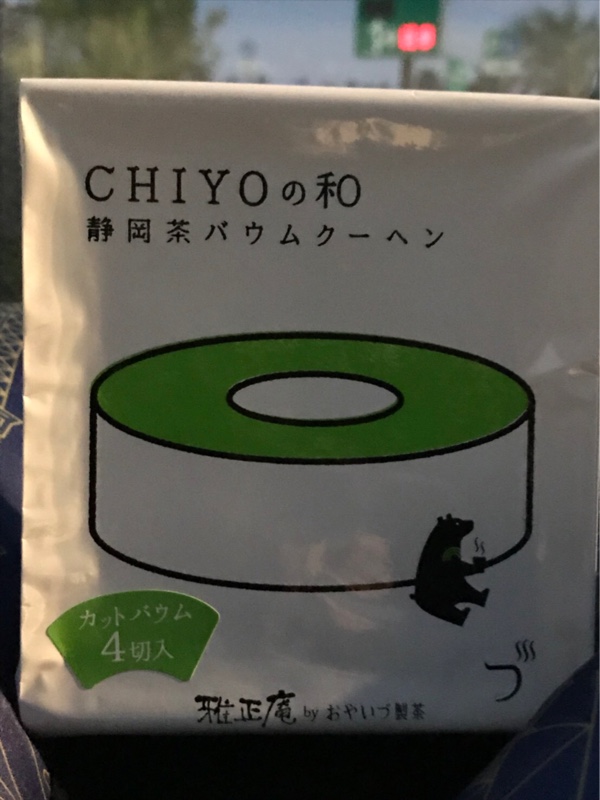 CHIYOの和
静岡茶バウムクーヘン
カットバウム
4切入
雅正庵 by おやいづ製茶